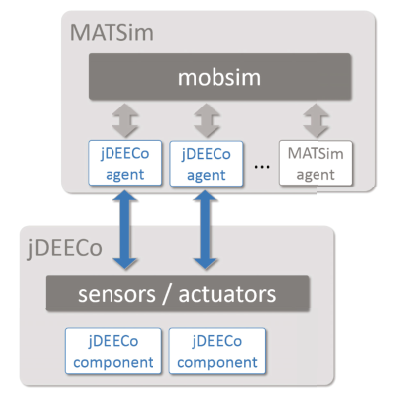 MATSim
mobsim
jDEECo
agent
jDEECo
agent
...
MATSim
agent
jDEECo
sensors / actuators
jDEECo
component
jDEECo
component